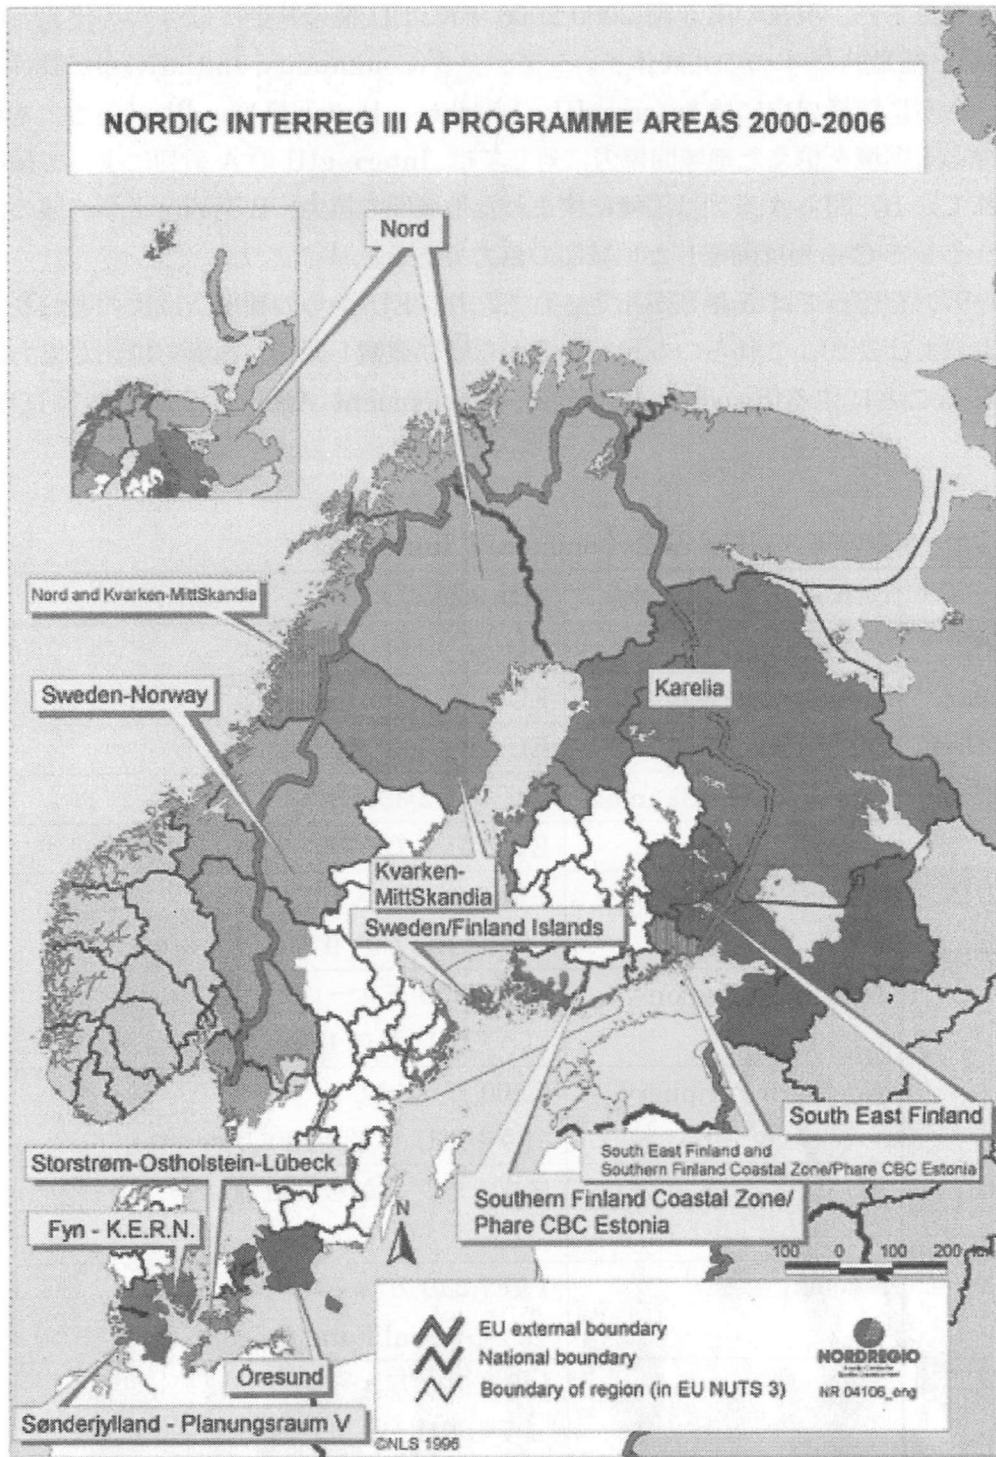 NORDIC INTERREG III A PROGRAMME AREAS 2000-2006
Nord
Nord and Kvarken-MittSkandia
Sweden-Norway
Karelia
Kvarken-
MittSkandia
Sweden/Finland Islands
South East Finland
South East Finland and
Southern Finland Coastal Zone/Phare CBC Estonia
Southern Finland Coastal Zone/
Phare CBC Estonia
Storstrøm-Ostholstein-Lübeck
Fyn - K.E.R.N.
N
100 0 100 200 km
Öresund
Sønderjylland - Planungsraum V
EU external boundary
National boundary
Boundary of region (in EU NUTS 3)
NORDREGIO
NR 04106_eng
©NLS 1996